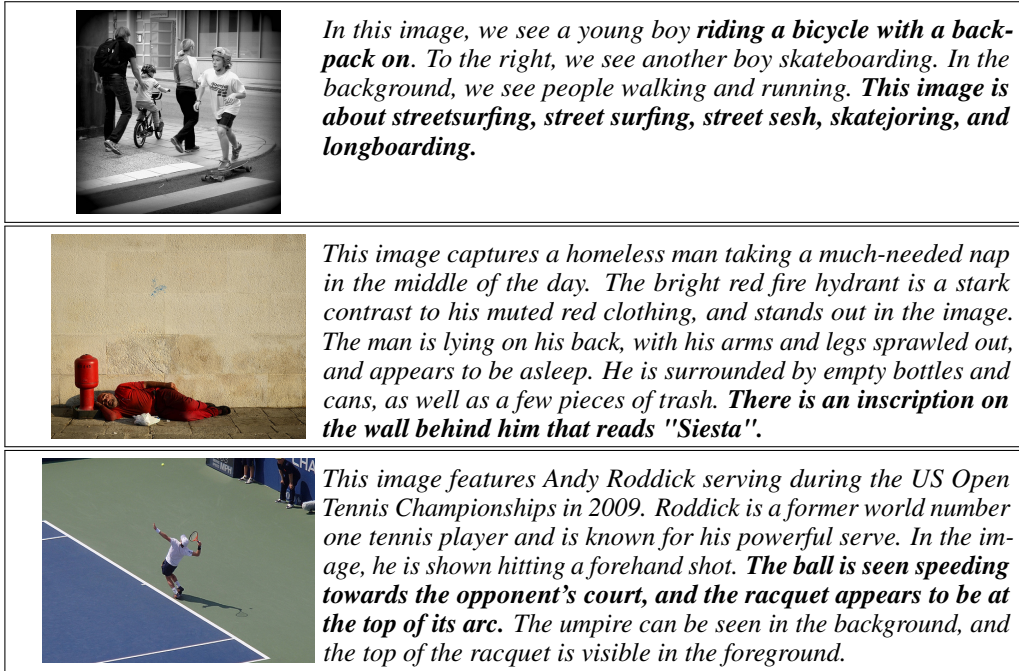 In this image, we see a young boy riding a bicycle with a back-
pack on. To the right, we see another boy skateboarding. In the
background, we see people walking and running. This image is
about streetsurfing, street surfing, street sesh, skatejoring, and
longboarding.
This image captures a homeless man taking a much-needed nap
in the middle of the day. The bright red fire hydrant is a stark
contrast to his muted red clothing, and stands out in the image.
The man is lying on his back, with his arms and legs sprawled out,
and appears to be asleep. He is surrounded by empty bottles and
cans, as well as a few pieces of trash. There is an inscription on
the wall behind him that reads "Siesta".
MPH
CHA
This image features Andy Roddick serving during the US Open
Tennis Championships in 2009. Roddick is a former world number
one tennis player and is known for his powerful serve. In the im-
age, he is shown hitting a forehand shot. The ball is seen speeding
towards the opponent's court, and the racquet appears to be at
the top of its arc. The umpire can be seen in the background, and
the top of the racquet is visible in the foreground.